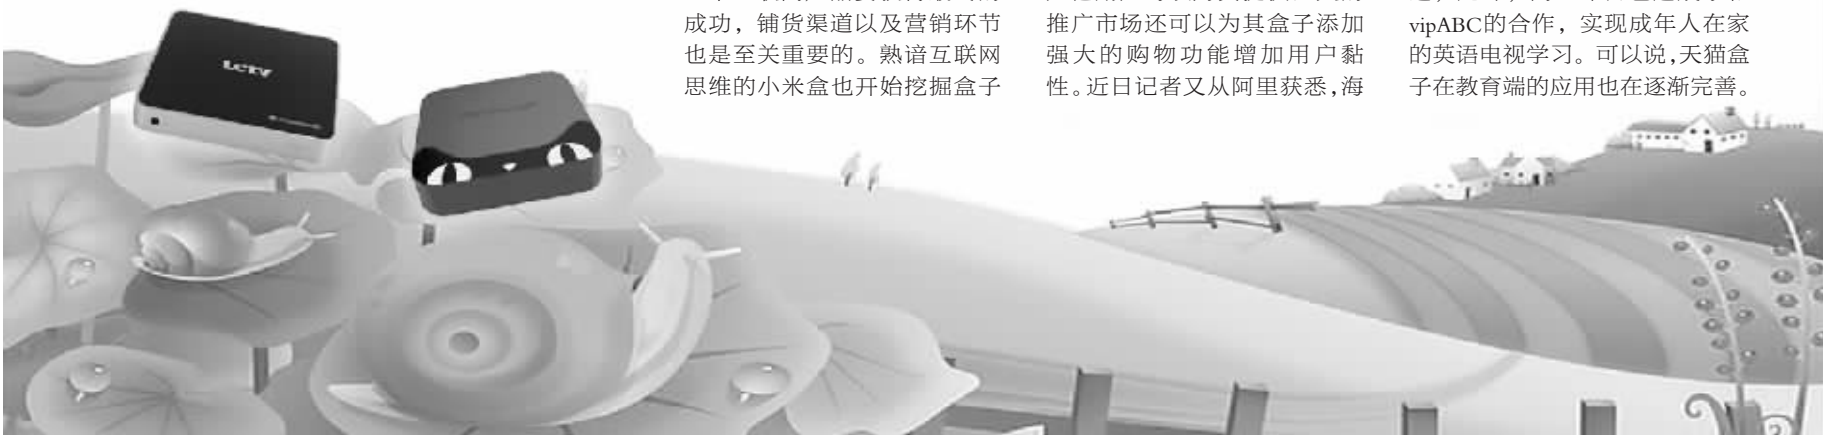 LeTV
成功，铺货渠道以及营销环节
也是至关重要的。熟谙互联网
思维的小米盒也开始挖掘盒子
推广市场还可以为其盒子添加
强大的购物功能增加用户黏
性。近日记者又从阿里获悉，海
vipABC的合作，实现成年人在家
的英语电视学习。可以说，天猫盒
子在教育端的应用也在逐渐完善。